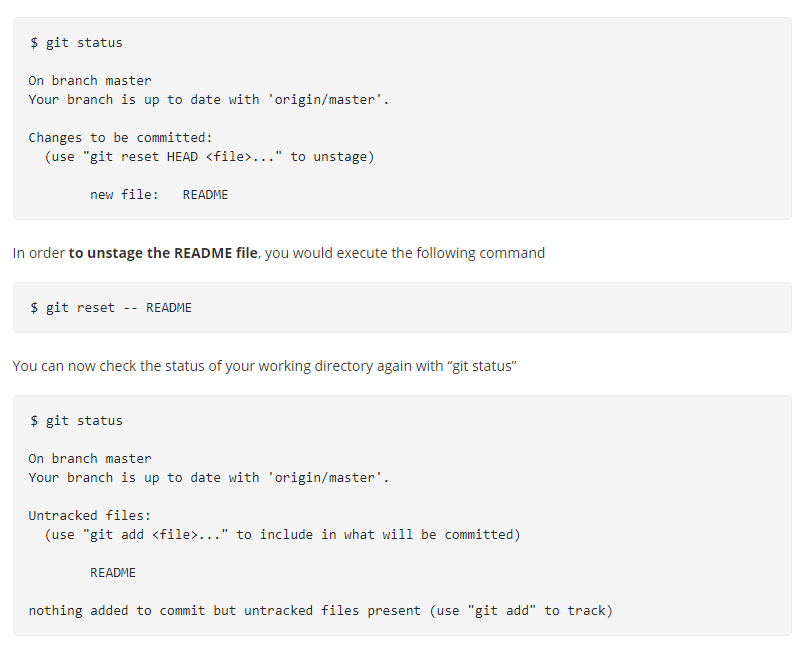 $ git status
On branch master
Your branch is up to date with 'origin/master'.
Changes to be committed:
(use "git reset HEAD <file>..." to unstage)
new file:   README
In order to unstage the README file, you would execute the following command
$ git reset -- README
You can now check the status of your working directory again with “git status”
$ git status
On branch master
Your branch is up to date with 'origin/master'.
Untracked files:
(use "git add <file>..." to include in what will be committed)
README
nothing added to commit but untracked files present (use "git add" to track)